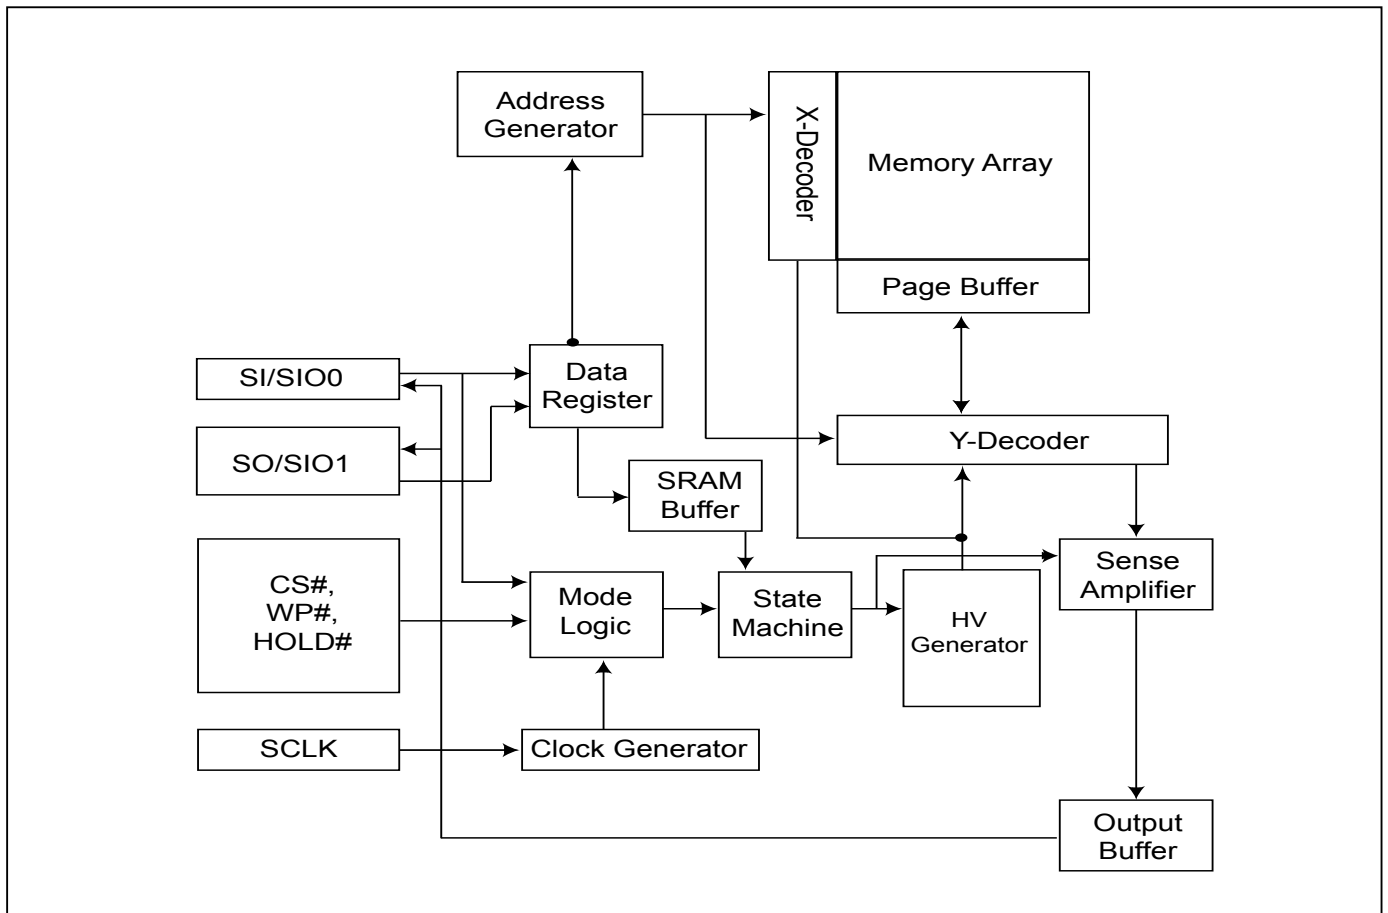 Address
Generator
X-Decoder
Memory Array
Page Buffer
SI/SIO0
Data
Register
SO/SIO1
Y-Decoder
SRAM
Buffer
CS#,
WP#,
HOLD#
Mode
Logic
State
Machine
HV
Generator
Sense
Amplifier
SCLK
Clock Generator
Output
Buffer